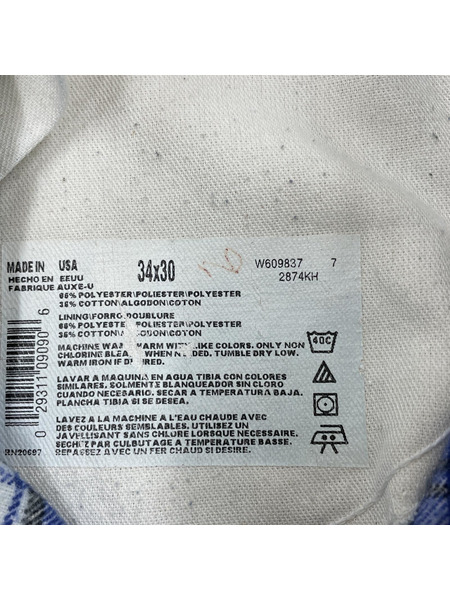 MADE IN USA 34x30 W609837 7
HECHO EN EEUU 2874KH
FABRIQUE AUX E-U
65% POLYESTER\POLIESTER\POLYESTER
35% COTTON\ALGODON\COTON
LINING\FORRO\DOUBLURE
65% POLYESTER\POLIESTER\POLYESTER
35% COTTON\ALGODON\COTON
MACHINE WASH WARM WITH LIKE COLORS. ONLY NON
CHLORINE BLEACH WHEN NEEDED. TUMBLE DRY LOW.
WARM IRON IF DESIRED.
LAVAR A MAQUINA EN AGUA TIBIA CON COLORES
SIMILARES. SOLMENTE BLANQUEADOR SIN CLORO
CUANDO NECESARIO. SECAR A TEMPERATURA BAJA.
PLANCHA TIBIA SI SE DESEA.
LAVEZ A LA MACHINE A L'EAU CHAUDE AVEC
DES COULEURS SEMBLABLES. UTILISEZ UN
JAVELLISANT SANS CHLORE LORSQUE NECESSAIRE.
SECHEZ PAR CULBUTAGE A TEMPERATURE BASSE.
REPASSEZ AVEC UN FER CHAUD SI DESIRE.
40C
0 29311 09090 6
RN20697